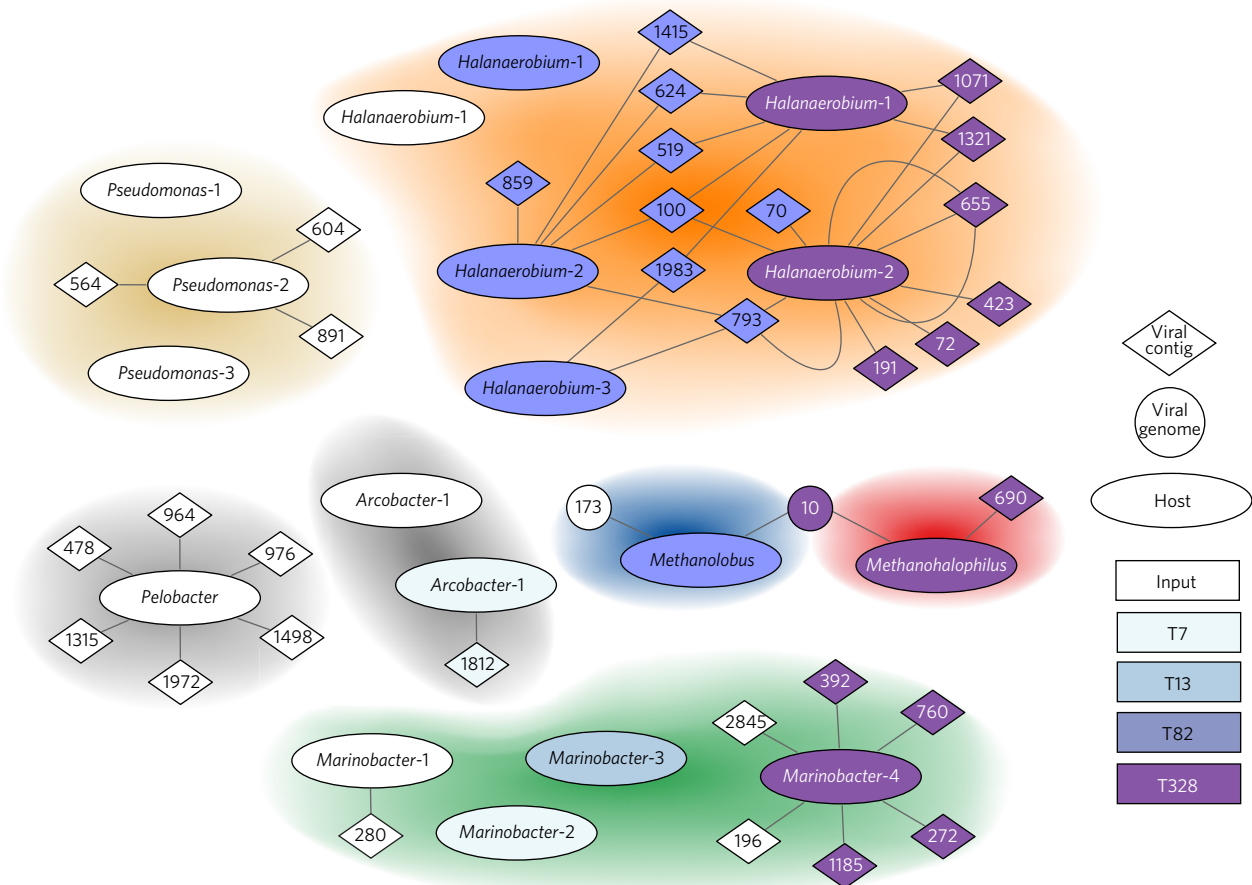 1415
Halanaerobium-1
1071
624
Halanaerobium-1
Halanaerobium-1
1321
519
Pseudomonas-1
859
655
100
70
604
Halanaerobium-2
1983
Halanaerobium-2
564
Pseudomonas-2
423
793
891
72
Viral
contig
191
Pseudomonas-3
Halanaerobium-3
Viral
genome
Arcobacter-1
173
10
690
Host
964
478
976
Methanolobus
Methanohalophilus
Arcobacter-1
Input
Pelobacter
1315
1498
T7
1812
1972
T13
392
760
2845
T82
Marinobacter-1
Marinobacter-3
Marinobacter-4
T328
280
Marinobacter-2
196
272
1185